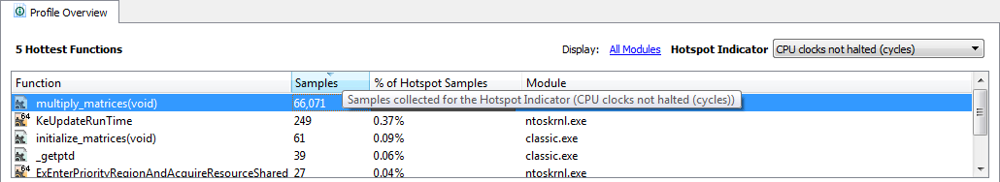 Profile Overview
5 Hottest Functions Display: All Modules Hotspot Indicator CPU clocks not halted (cycles)
Function Samples % of Hotspot Samples Module
multiply_matrices(void) 66,071
Samples collected for the Hotspot Indicator (CPU clocks not halted (cycles))
64 KeUpdateRunTime 249 0.37% ntoskrnl.exe
initialize_matrices(void) 61 0.09% classic.exe
_getptd 39 0.06% classic.exe
64 ExEnterPriorityRegionAndAcquireResourceShared 27 0.04% ntoskrnl.exe